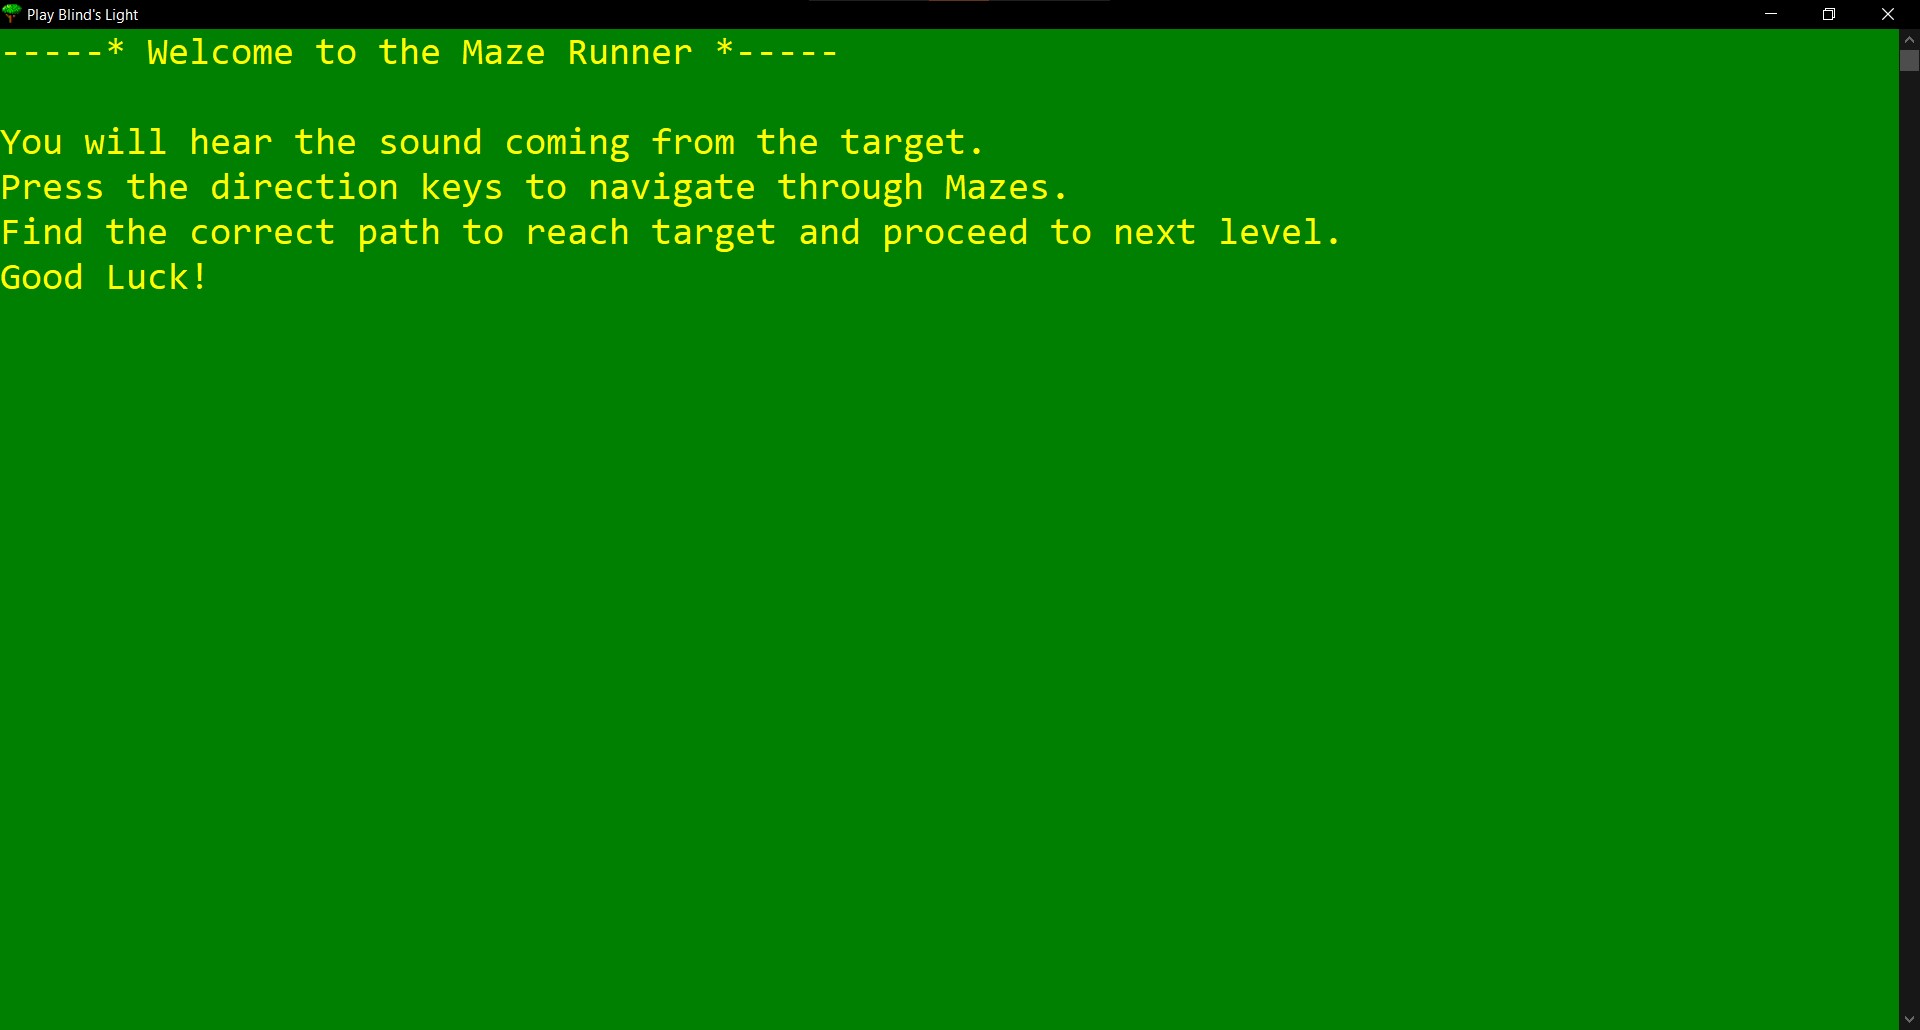 Play Blind's Light
-----* Welcome to the Maze Runner *-----
You will hear the sound coming from the target.
Press the direction keys to navigate through Mazes.
Find the correct path to reach target and proceed to next level.
Good Luck!